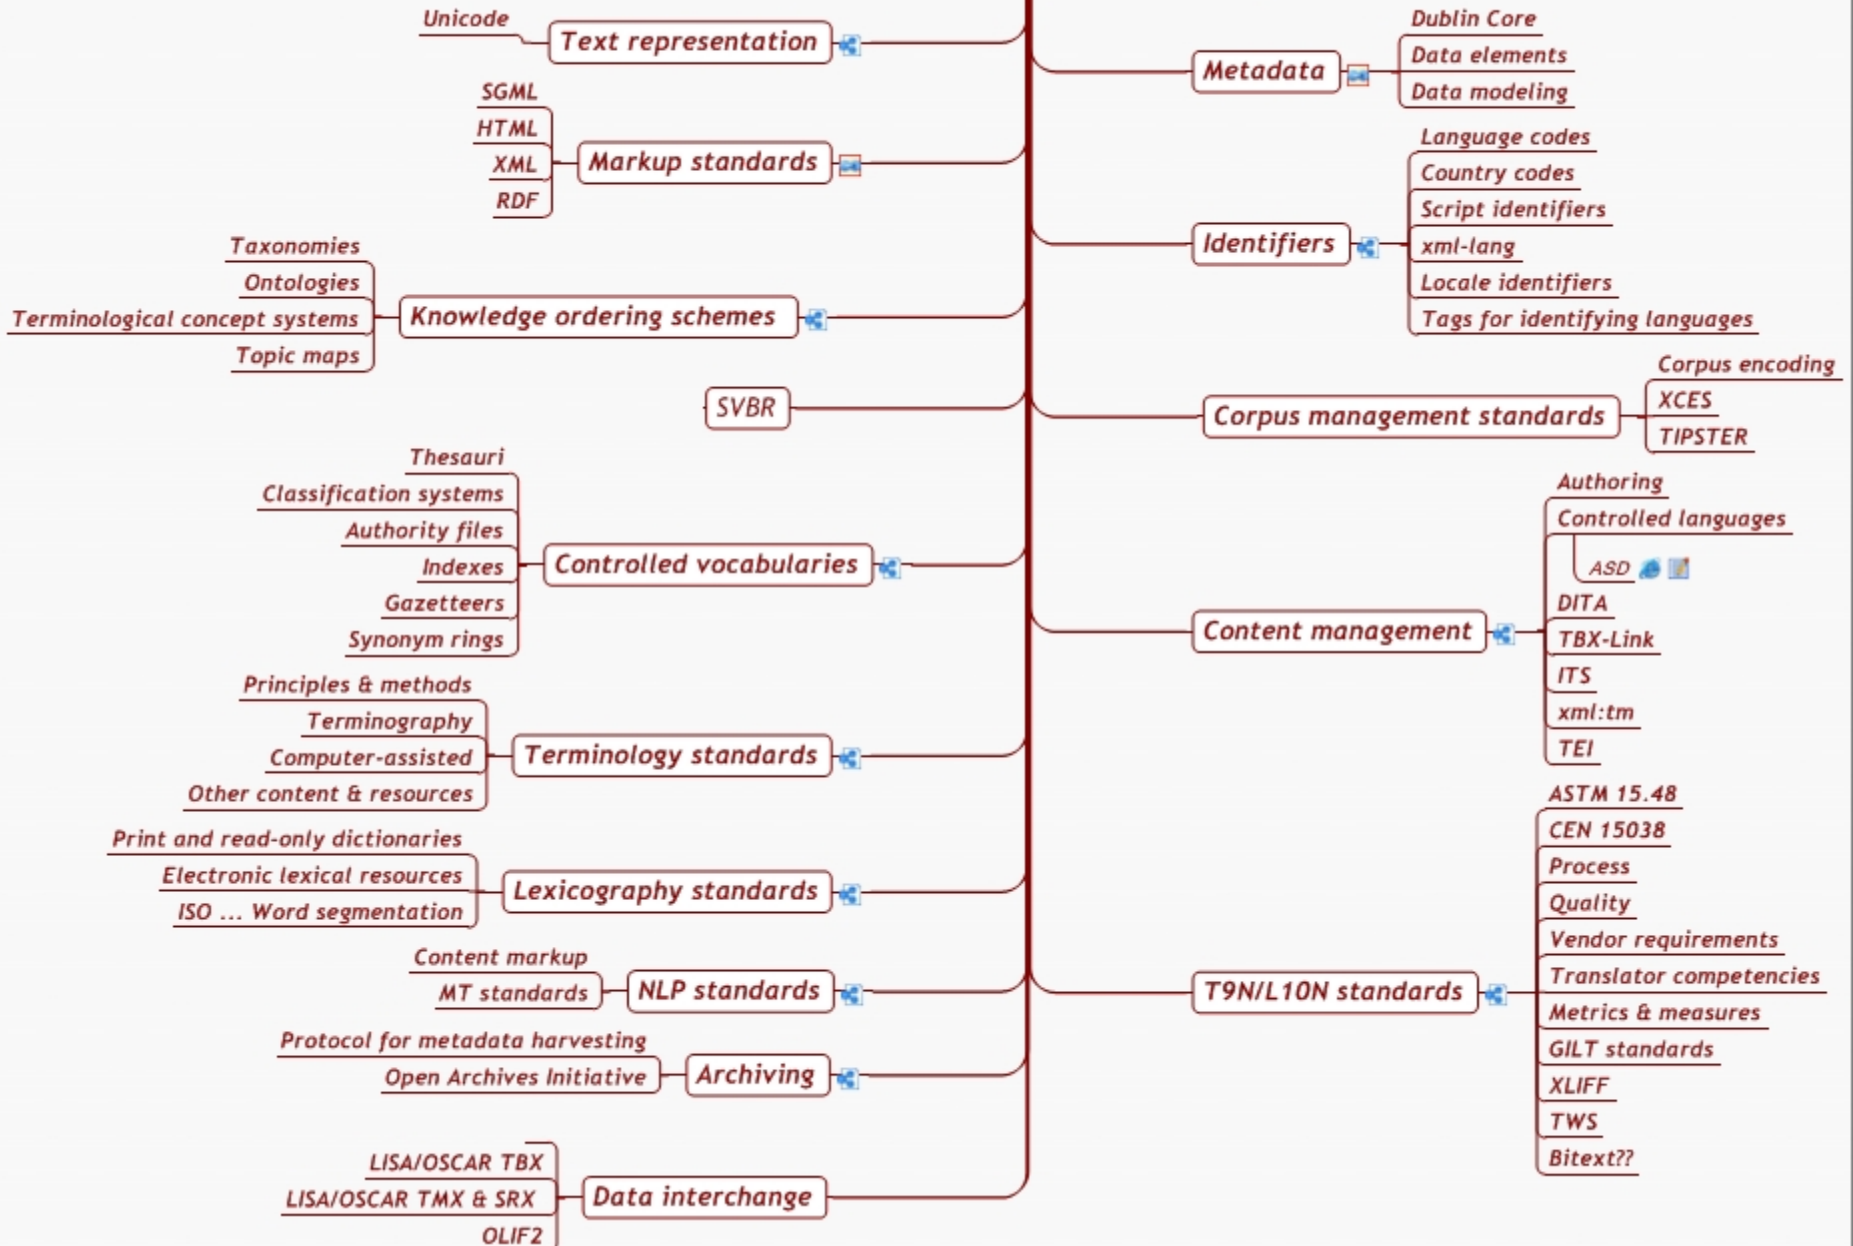 Unicode
Text representation
SGML
HTML
XML
RDF
Markup standards
Taxonomies
Ontologies
Terminological concept systems
Topic maps
Knowledge ordering schemes
SVBR
Thesauri
Classification systems
Authority files
Indexes
Gazetteers
Synonym rings
Controlled vocabularies
Principles & methods
Terminography
Computer-assisted
Other content & resources
Terminology standards
Print and read-only dictionaries
Electronic lexical resources
ISO ... Word segmentation
Lexicography standards
Content markup
MT standards
NLP standards
Protocol for metadata harvesting
Open Archives Initiative
Archiving
LISA/OSCAR TBX
LISA/OSCAR TMX & SRX
OLIF2
Data interchange
Metadata
Dublin Core
Data elements
Data modeling
Identifiers
Language codes
Country codes
Script identifiers
xml-lang
Locale identifiers
Tags for identifying languages
Corpus management standards
Corpus encoding
XCES
TIPSTER
Content management
Authoring
Controlled languages
ASD
DITA
TBX-Link
ITS
xml:tm
TEI
T9N/L10N standards
ASTM 15.48
CEN 15038
Process
Quality
Vendor requirements
Translator competencies
Metrics & measures
GILT standards
XLIFF
TWS
Bitext??